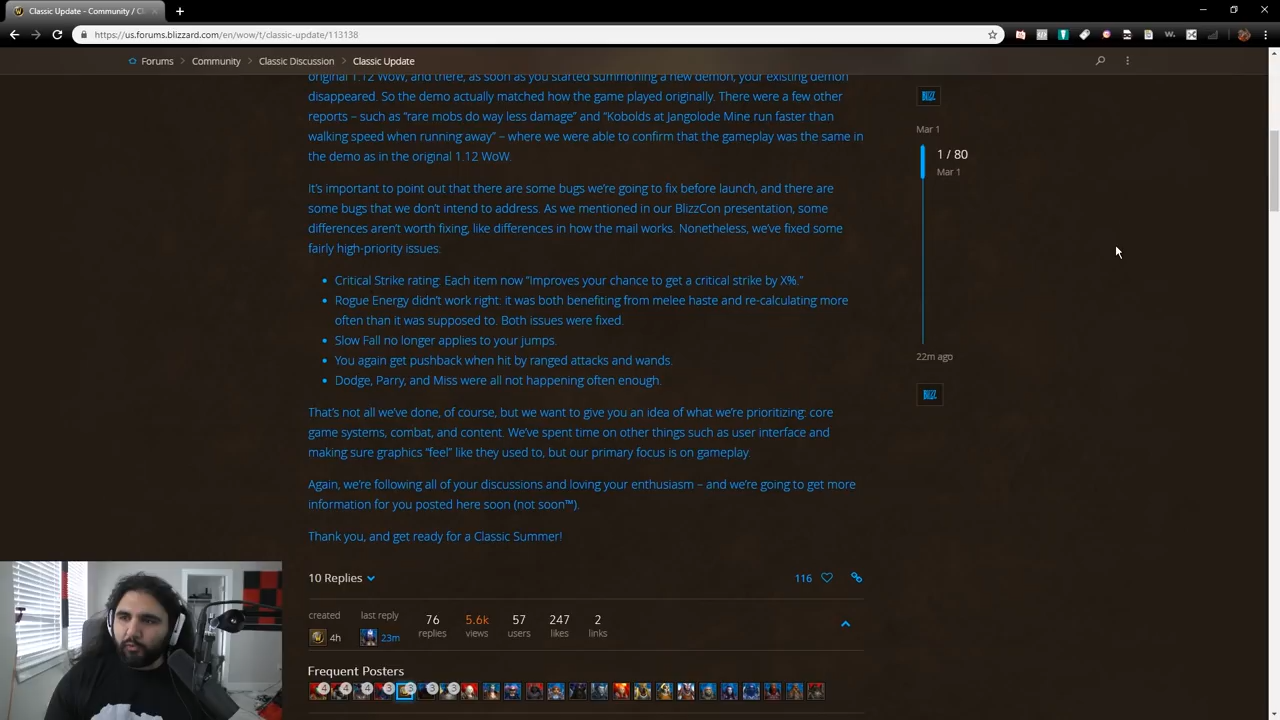 Classic Update - Community / Cl
https://us.forums.blizzard.com/en/wow/t/classic-update/113138
Forums Community Classic Discussion Classic Update
original 1.12 WoW, and there, as soon as you started summoning a new demon, your existing demon
disappeared. So the demo actually matched how the game played originally. There were a few other
reports – such as “rare mobs do way less damage” and “Kobolds at Jangolode Mine run faster than
walking speed when running away” – where we were able to confirm that the gameplay was the same in
the demo as in the original 1.12 WoW.
It’s important to point out that there are some bugs we’re going to fix before launch, and there are
some bugs that we don’t intend to address. As we mentioned in our BlizzCon presentation, some
differences aren’t worth fixing, like differences in how the mail works. Nonetheless, we’ve fixed some
fairly high-priority issues:
• Critical Strike rating: Each item now “Improves your chance to get a critical strike by X%.”
• Rogue Energy didn’t work right: it was both benefiting from melee haste and re-calculating more
often than it was supposed to. Both issues were fixed.
• Slow Fall no longer applies to your jumps.
• You again get pushback when hit by ranged attacks and wands.
• Dodge, Parry, and Miss were all not happening often enough.
That’s not all we’ve done, of course, but we want to give you an idea of what we’re prioritizing: core
game systems, combat, and content. We’ve spent time on other things such as user interface and
making sure graphics “feel” like they used to, but our primary focus is on gameplay.
Again, we’re following all of your discussions and loving your enthusiasm – and we’re going to get more
information for you posted here soon (not soon™).
Thank you, and get ready for a Classic Summer!
10 Replies 116
created last reply 76 5.6k 57 247 2
4h 23m replies views users likes links
Frequent Posters
4 4 4 3 3 3 3
BLIZZ
Mar 1
1 / 80
Mar 1
22m ago
BLIZZ